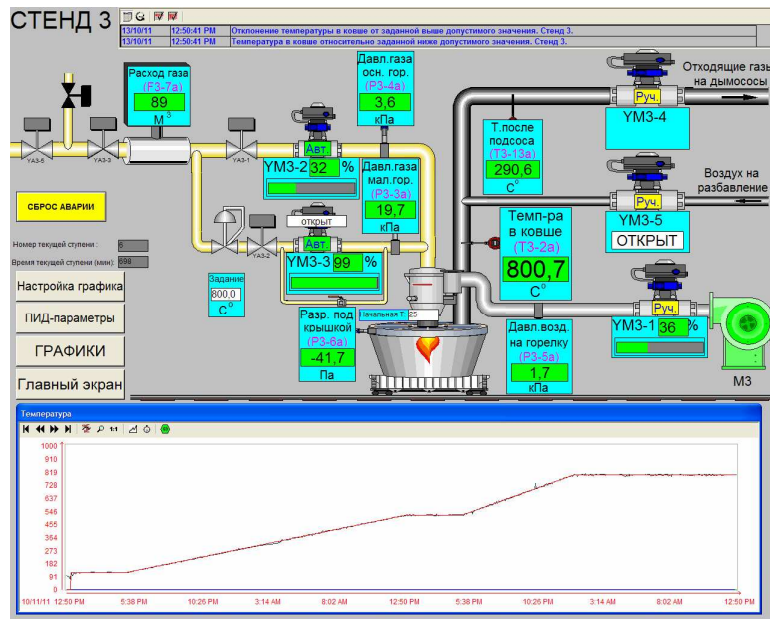 СТЕНД 3
13/10/11 12:50:41 PM Отклонение температуры в ковше от заданной выше допустимого значения. Стенд 3.
13/10/11 12:50:41 PM Температура в ковше относительно заданной ниже допустимого значения. Стенд 3.
Расход газа
(F3-7a)
89
М³
Давл.газа
осн. гор.
(P3-4a)
3,6
кПа
Отходящие газы
на дымососы
Руч.
УМ3-4
Т.после
подсоса
(Т3-13а)
290,6
С°
УА3-5
УА3-3
УА3-1
Авт.
УМ3-2 32 %
Давл.газа
мал.гор.
(Р3-3а)
19,7
кПа
Воздух на
разбавление
Руч.
УМ3-5
ОТКРЫТ
СБРОС АВАРИИ
открыт
Авт.
УМ3-3 99 %
УА3-2
Темп-ра
в ковше
(Т3-2а)
800,7
С°
Номер текущей ступени : 6
Время текущей ступени (мин): 698
Задание
800,0
С°
Настройка графика
ПИД-параметры
ГРАФИКИ
Главный экран
Разр. под
крышкой
(Р3-6а)
-41,7
Па
Начальная Т: 25
Давл.возд.
на горелку
(Р3-5а)
1,7
кПа
Руч.
УМ3-1 36 %
М3
Температура
1:1
1000
910
819
728
637
546
455
364
273
182
91
0
10/11/11 12:50 PM 5:38 PM 10:26 PM 3:14 AM 8:02 AM 12:50 PM 5:38 PM 10:26 PM 3:14 AM 8:02 AM 12:50 PM